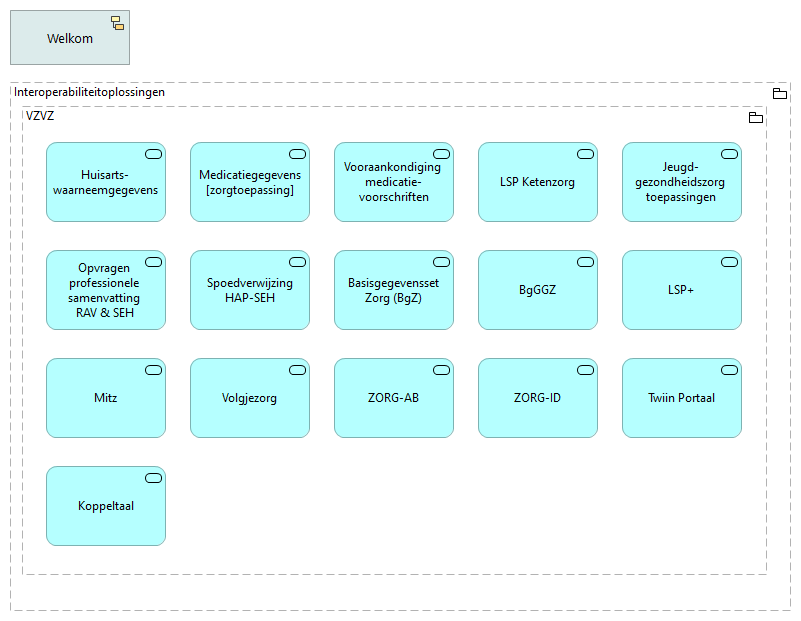 Welkom
Interoperabiliteitoplossingen
VZVZ
Huisarts-
waarneemgegevens
Medicatiegegevens
[zorgtoepassing]
Vooraankondiging
medicatie-
voorschriften
LSP Ketenzorg
Jeugd-
gezondheidszorg
toepassingen
Opvragen
professionele
samenvatting
RAV & SEH
Spoedverwijzing
HAP-SEH
Basisgegevensset
Zorg (BgZ)
BgGGZ
LSP+
Mitz
Volgjezorg
ZORG-AB
ZORG-ID
Twiin Portaal
Koppeltaal